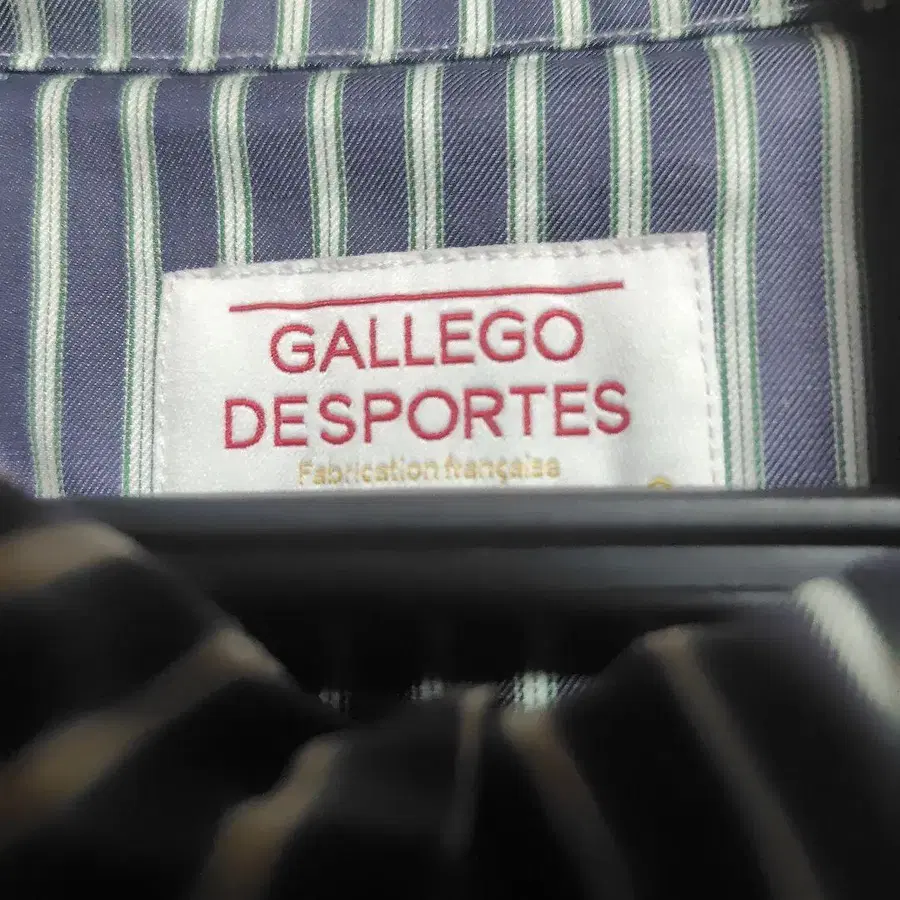 GALLEGO
DESPORTES
Fabrication française